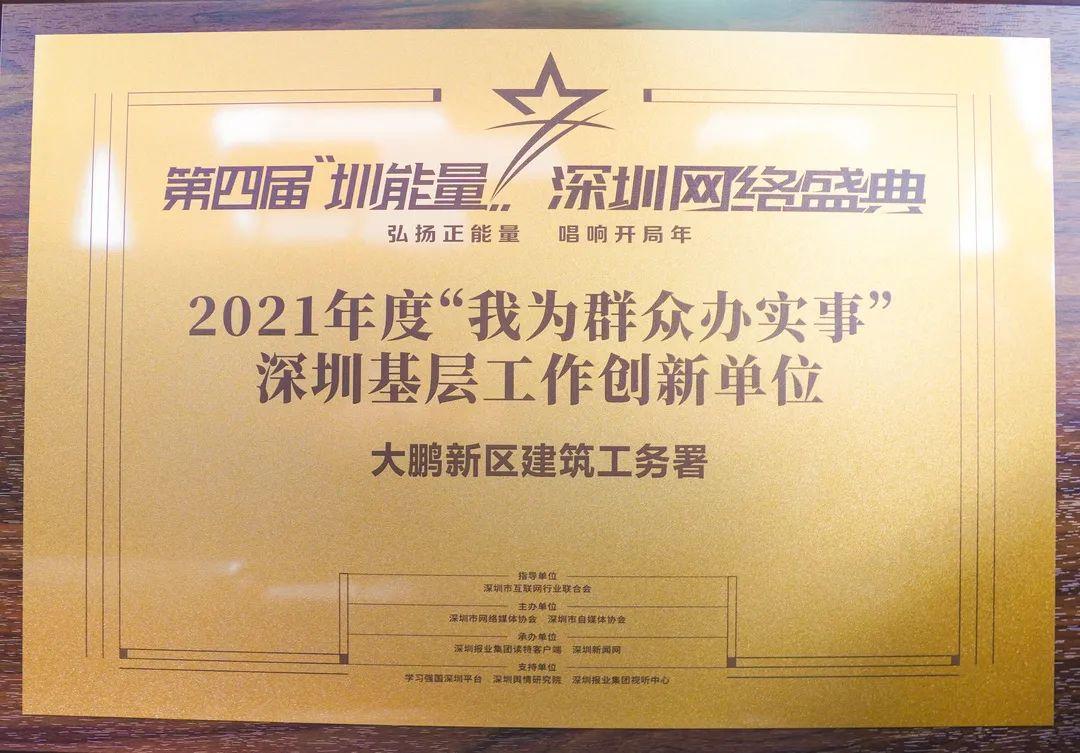 第四届“圳能量” 深圳网络盛典
弘扬正能量 唱响开局年
2021年度“我为群众办实事”
深圳基层工作创新单位
大鹏新区建筑工务署
指导单位
深圳市互联网行业联合会
主办单位
深圳市网络媒体协会 深圳市自媒体协会
承办单位
深圳报业集团读特客户端 深圳新闻网
支持单位
学习强国深圳平台 深圳舆情研究院 深圳报业集团视听中心